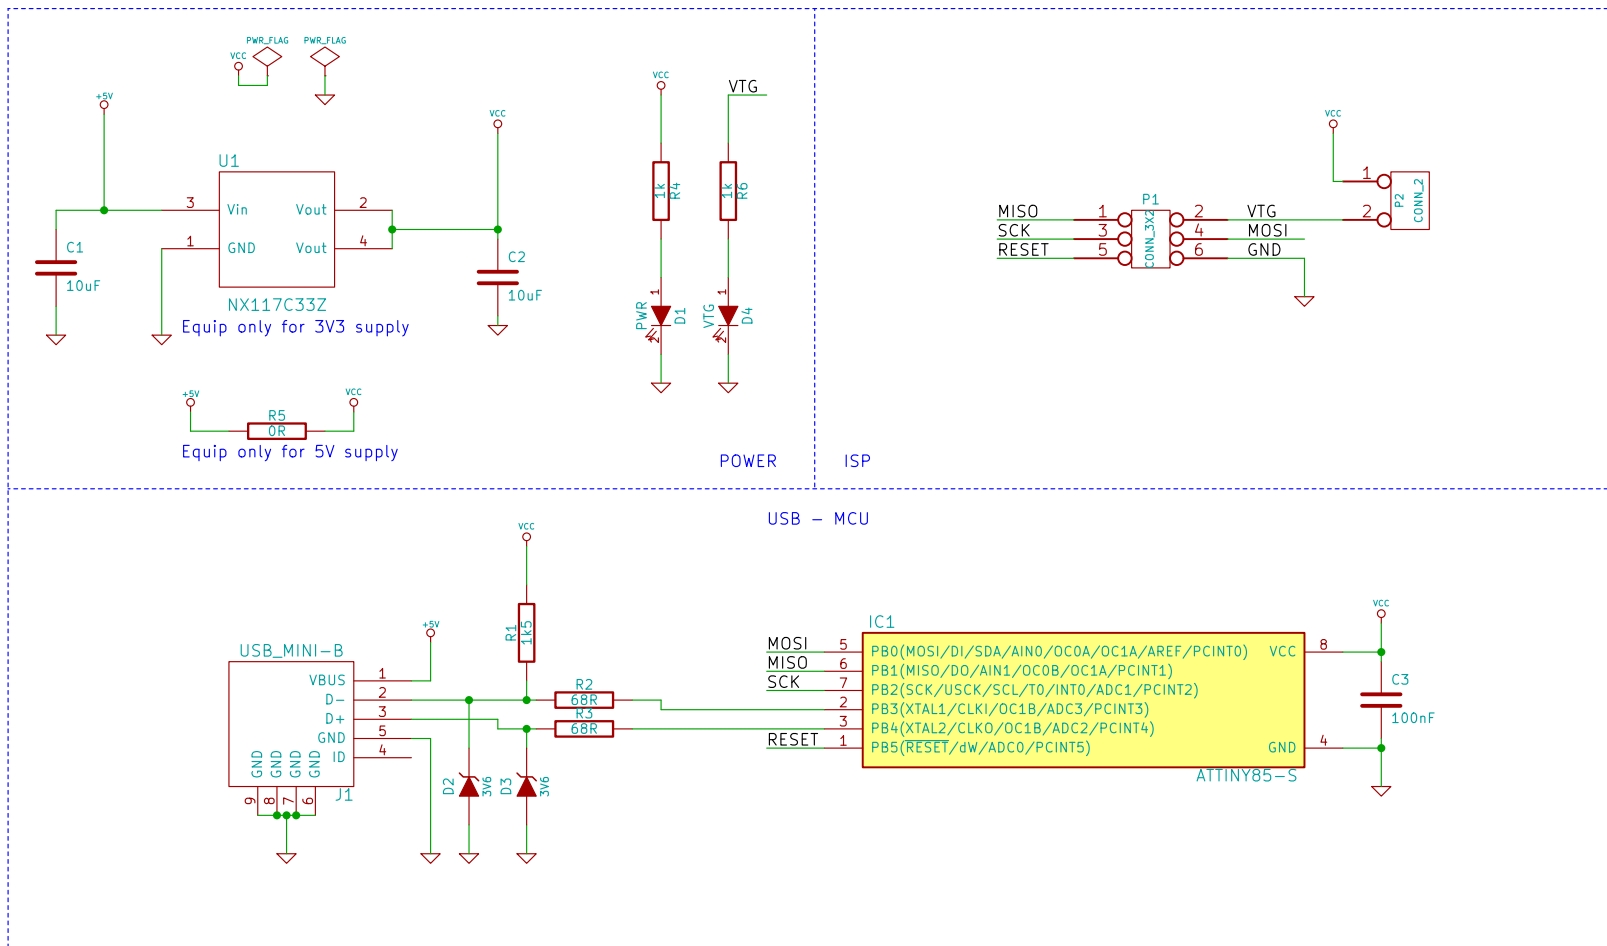 PWR_FLAG PWR_FLAG
VCC
+5V
VCC
VCC
VTG
U1
3 Vin Vout 2
1 GND Vout 4
NX117C33Z
Equip only for 3V3 supply
C1
10uF
C2
10uF
1k R4
1k R6
1 PWR D1 2
1 VTG D4 2
+5V VCC
R5
0R
Equip only for 5V supply
POWER
ISP
VCC
P1
MISO 1 2 VTG
SCK 3 4 MOSI
RESET 5 6 GND
CONN_3X2
1
2
P2
CONN_2
USB - MCU
VCC
R1
1k5
+5V
USB_MINI-B
VBUS 1
D- 2
D+ 3
GND 5
ID 4
GND GND GND GND
9 8 7 6
J1
R2
68R
R3
68R
D2 3V6
D3 3V6
IC1
MOSI 5 PB0(MOSI/DI/SDA/AIN0/OC0A/OC1A/AREF/PCINT0) VCC 8
MISO 6 PB1(MISO/DO/AIN1/OC0B/OC1A/PCINT1)
SCK 7 PB2(SCK/USCK/SCL/T0/INT0/ADC1/PCINT2)
2 PB3(XTAL1/CLKI/OC1B/ADC3/PCINT3)
3 PB4(XTAL2/CLKO/OC1B/ADC2/PCINT4)
RESET 1 PB5(RESET/dW/ADC0/PCINT5) GND 4
ATTINY85-S
VCC
C3
100nF